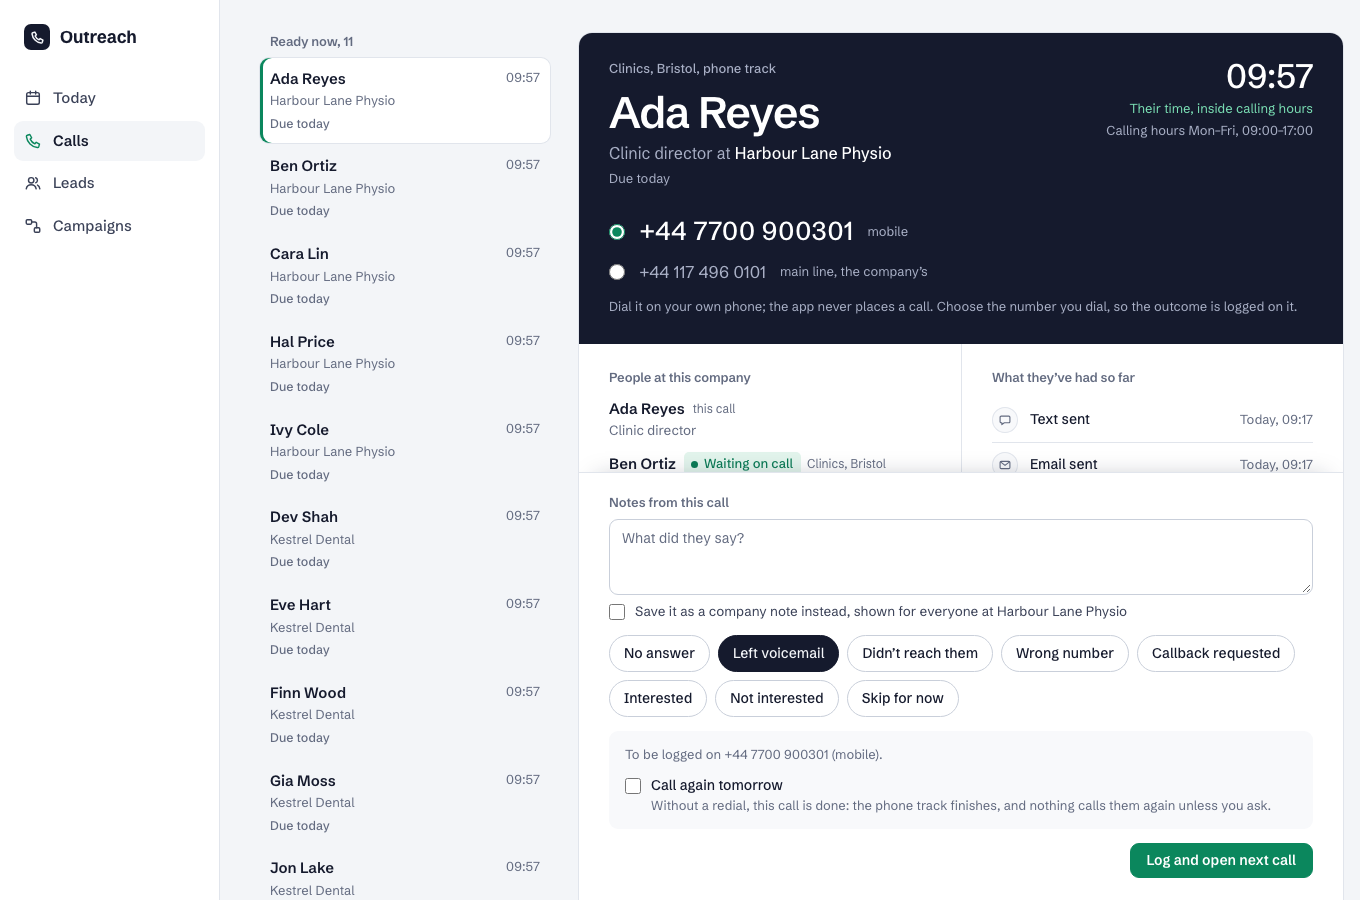 Outreach
Today
Calls
Leads
Campaigns
Ready now, 11
Ada Reyes 09:57
Harbour Lane Physio
Due today
Ben Ortiz 09:57
Harbour Lane Physio
Due today
Cara Lin 09:57
Harbour Lane Physio
Due today
Hal Price 09:57
Harbour Lane Physio
Due today
Ivy Cole 09:57
Harbour Lane Physio
Due today
Dev Shah 09:57
Kestrel Dental
Due today
Eve Hart 09:57
Kestrel Dental
Due today
Finn Wood 09:57
Kestrel Dental
Due today
Gia Moss 09:57
Kestrel Dental
Due today
Jon Lake 09:57
Kestrel Dental
Clinics, Bristol, phone track
Ada Reyes
Clinic director at Harbour Lane Physio
Due today
09:57
Their time, inside calling hours
Calling hours Mon–Fri, 09:00–17:00
+44 7700 900301 mobile
+44 117 496 0101 main line, the company’s
Dial it on your own phone; the app never places a call. Choose the number you dial, so the outcome is logged on it.
People at this company
Ada Reyes this call
Clinic director
Ben Ortiz Waiting on call Clinics, Bristol
What they’ve had so far
Text sent Today, 09:17
Email sent Today, 09:17
Notes from this call
What did they say?
Save it as a company note instead, shown for everyone at Harbour Lane Physio
No answer Left voicemail Didn’t reach them Wrong number Callback requested
Interested Not interested Skip for now
To be logged on +44 7700 900301 (mobile).
Call again tomorrow
Without a redial, this call is done: the phone track finishes, and nothing calls them again unless you ask.
Log and open next call